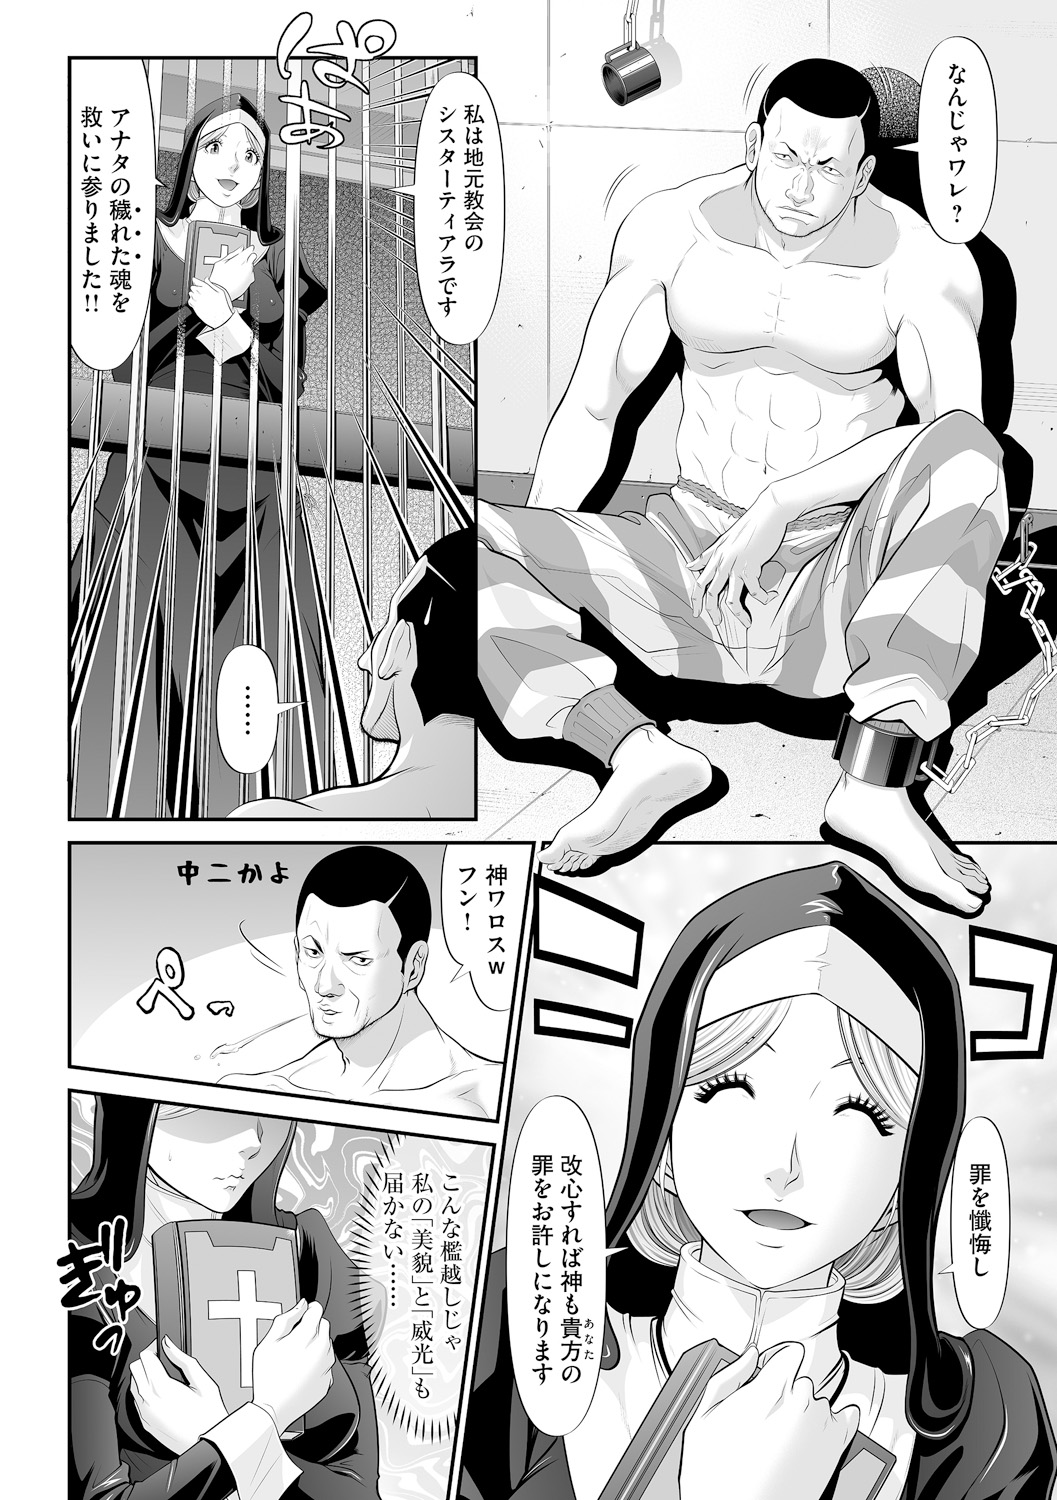 なんじゃワレ?
私は地元教会の
シスターティアラです
ぱあ
アナタの穢れた魂を
救いに参りました!!
……
ニコ
罪を懺悔し
改心すれば神も貴方の
あなた
罪をお許しになります
神ワロスw
フン!
中二かよ
ぺっ
こんな檻越しじゃ
私の「美貌」と「威光」も
届かない……
ぎゅっ